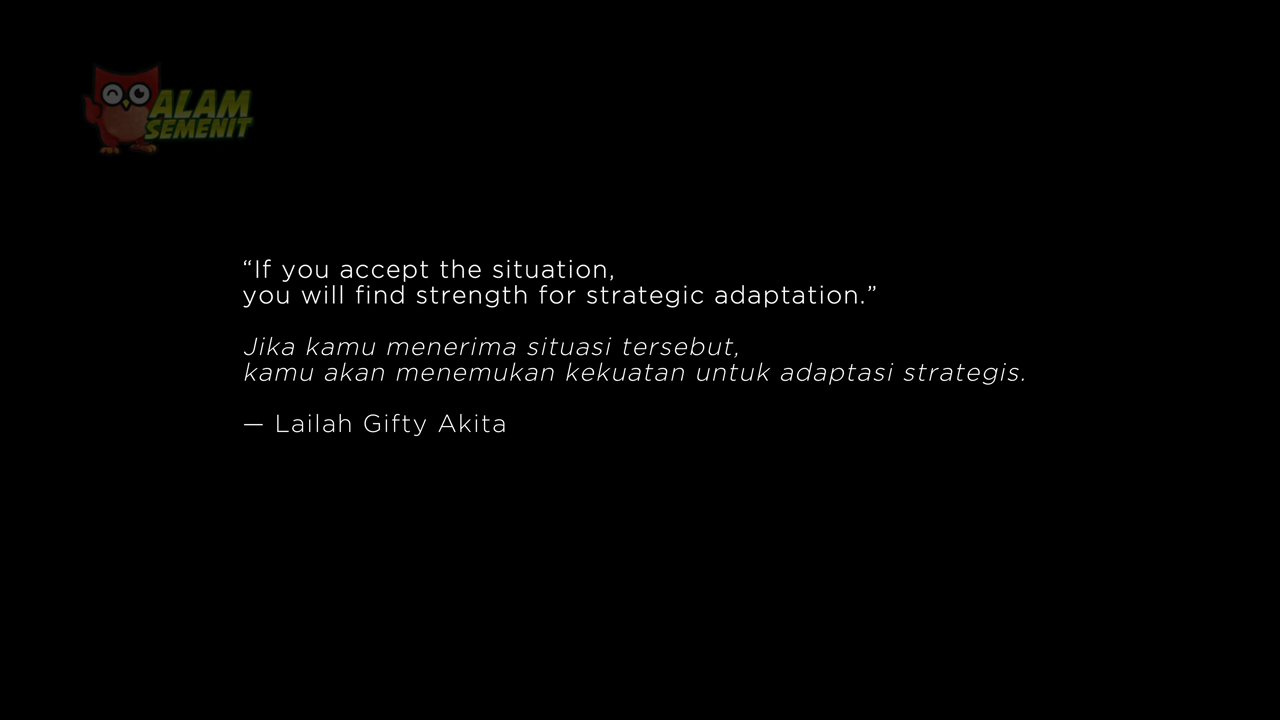 ALAM
SEMENIT
“If you accept the situation,
you will find strength for strategic adaptation.”
Jika kamu menerima situasi tersebut,
kamu akan menemukan kekuatan untuk adaptasi strategis.
— Lailah Gifty Akita